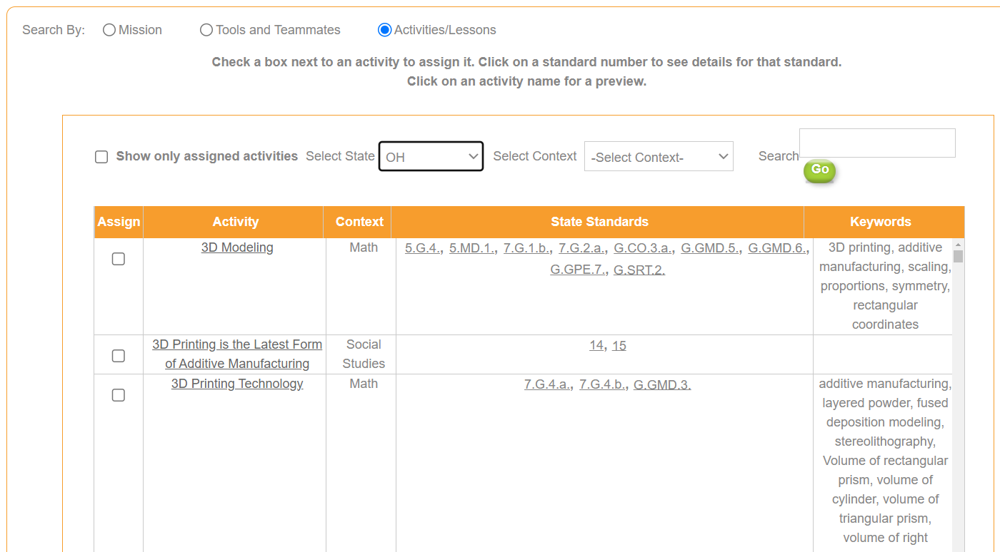 Search By: Mission Tools and Teammates Activities/Lessons
Check a box next to an activity to assign it. Click on a standard number to see details for that standard.
Click on an activity name for a preview.
Show only assigned activities Select State OH Select Context -Select Context- Search
Go
Assign Activity Context State Standards Keywords
3D Modeling Math 5.G.4., 5.MD.1., 7.G.1.b., 7.G.2.a., G.CO.3.a., G.GMD.5., G.GMD.6., 3D printing, additive
G.GPE.7., G.SRT.2. manufacturing, scaling,
proportions, symmetry,
rectangular
coordinates
3D Printing is the Latest Form Social 14, 15
of Additive Manufacturing Studies
3D Printing Technology Math 7.G.4.a., 7.G.4.b., G.GMD.3. additive manufacturing,
layered powder, fused
deposition modeling,
stereolithography,
Volume of rectangular
prism, volume of
cylinder, volume of
triangular prism,
volume of right